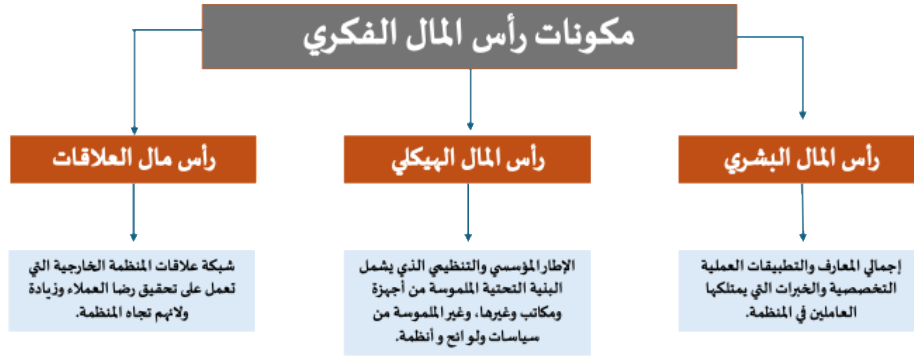 مكونات رأس المال الفكري
رأس المال البشري
إجمالي المعارف والتطبيقات العملية
التخصصية والخبرات التي يمتلكها
العاملين في المنظمة.
رأس المال الهيكلي
الإطار المؤسسي والتنظيمي الذي يشمل
البنية التحتية الملموسة من أجهزة
ومكاتب وغيرها، وغير الملموسة من
سياسات ولوائح وأنظمة.
رأس مال العلاقات
شبكة علاقات المنظمة الخارجية التي
تعمل على تحقيق رضا العملاء وزيادة
ولائهم تجاه المنظمة.